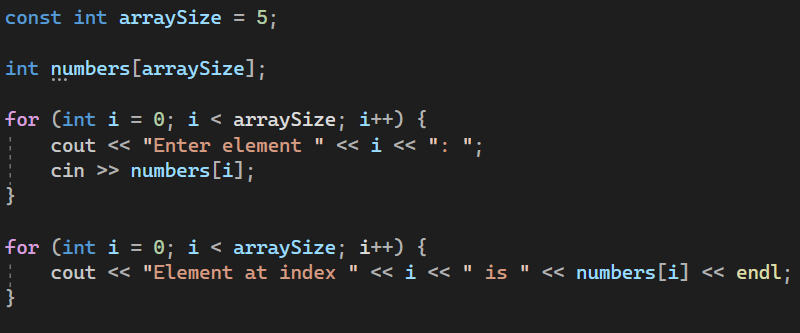 const int arraySize = 5;
int numbers[arraySize];
for (int i = 0; i < arraySize; i++) {
    cout << "Enter element " << i << ": ";
    cin >> numbers[i];
}
for (int i = 0; i < arraySize; i++) {
    cout << "Element at index " << i << " is " << numbers[i] << endl;
}